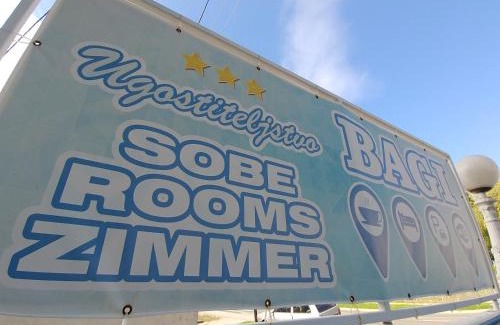 Ugostiteljstvo
BAGI
SOBE
ROOMS
ZIMMER